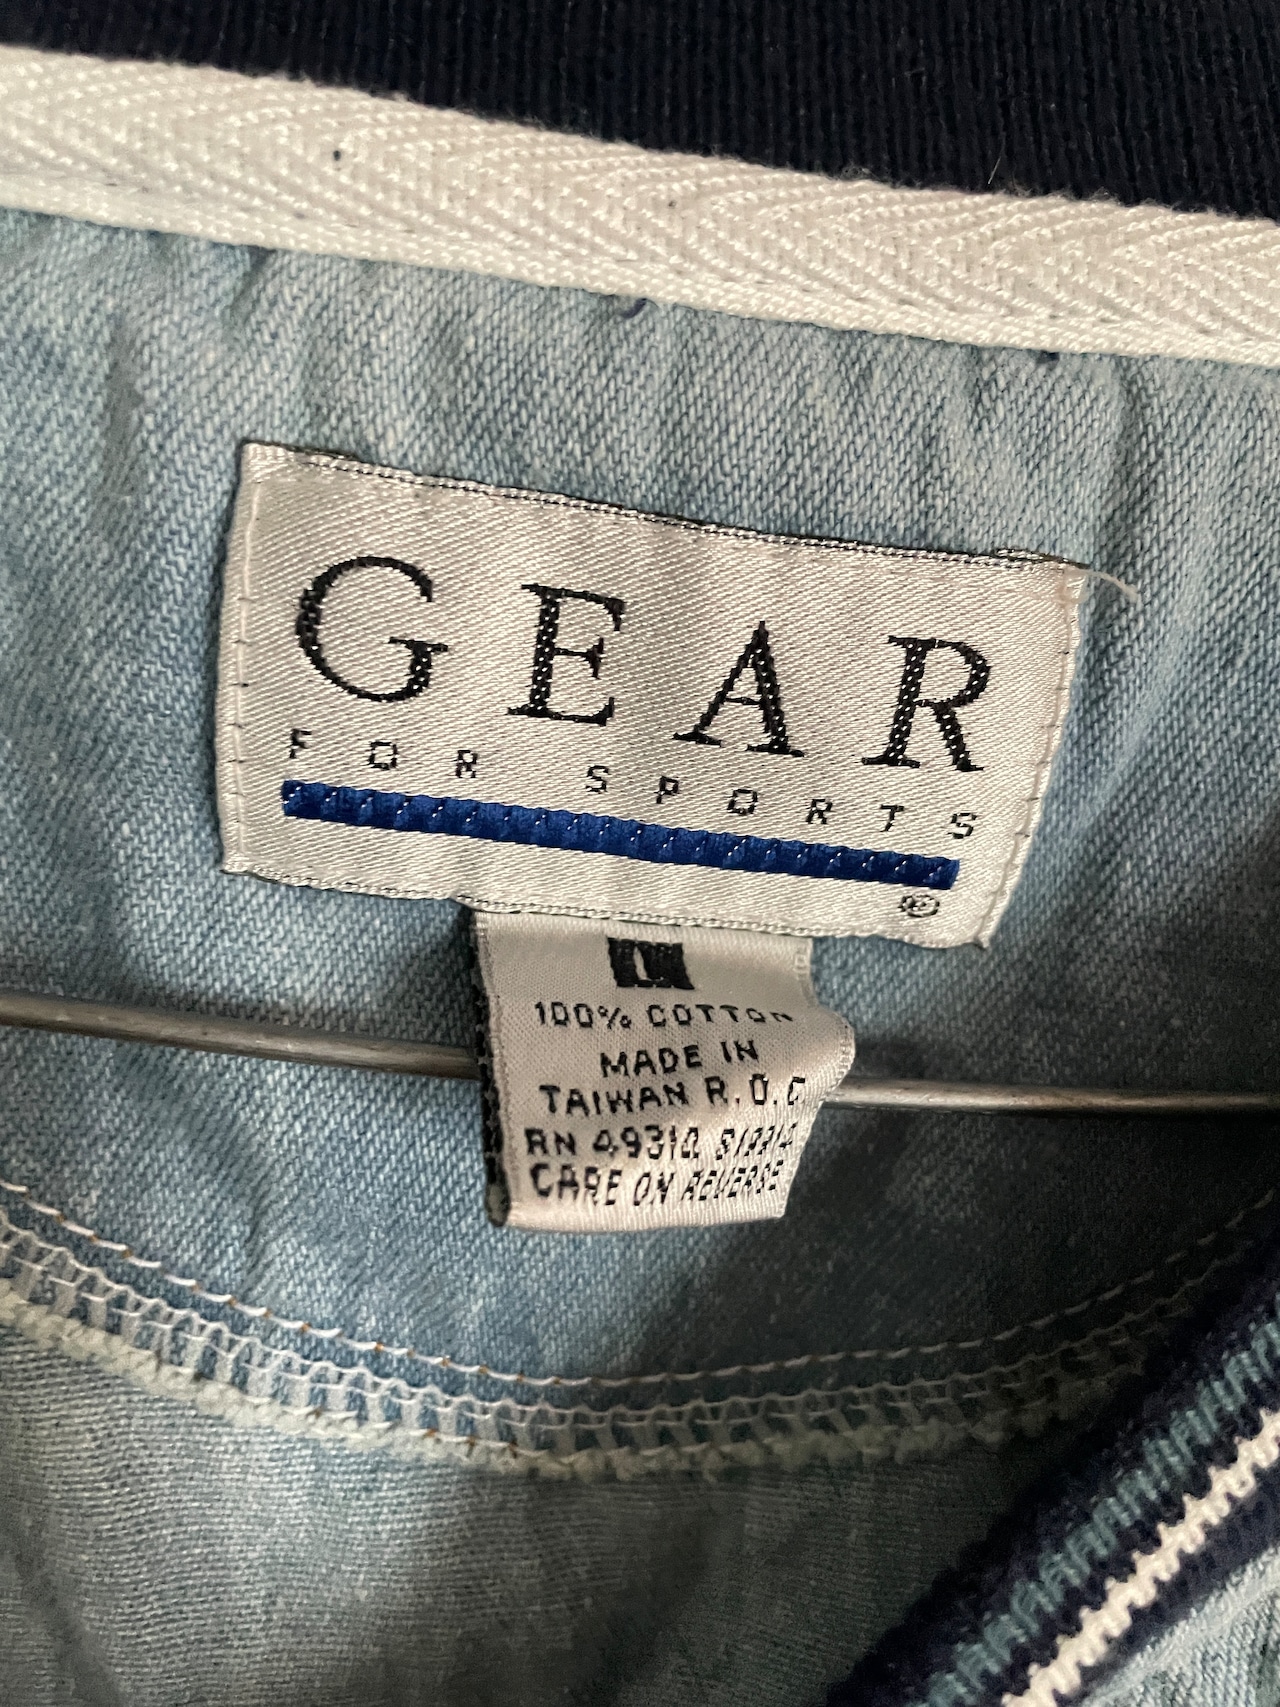 GEAR
FOR SPORTS
®
L
100% COTTON
MADE IN
TAIWAN R.O.C
RN 49310
CARE ON REVERSE